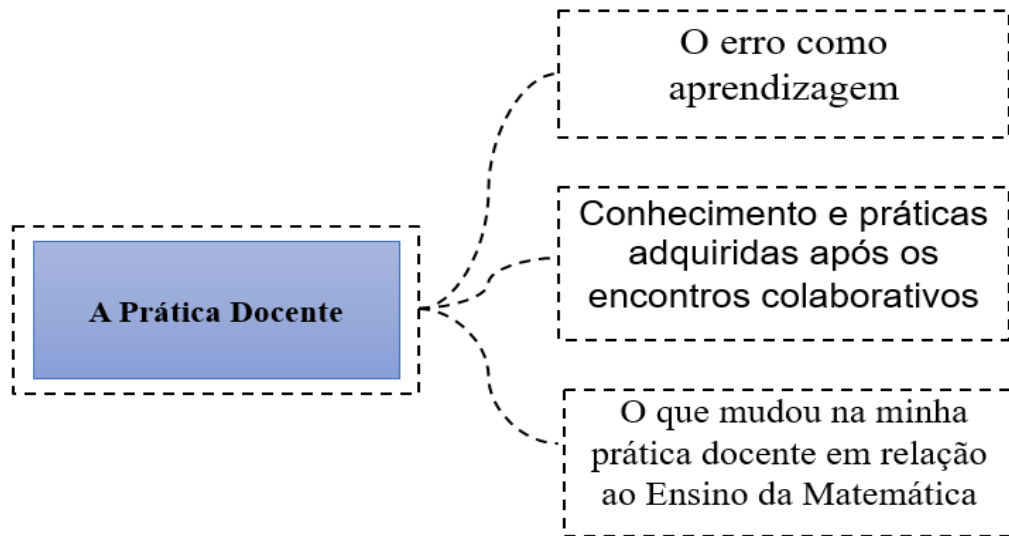 O erro como
aprendizagem
Conhecimento e práticas
adquiridas após os
encontros colaborativos
A Prática Docente
O que mudou na minha
prática docente em relação
ao Ensino da Matemática